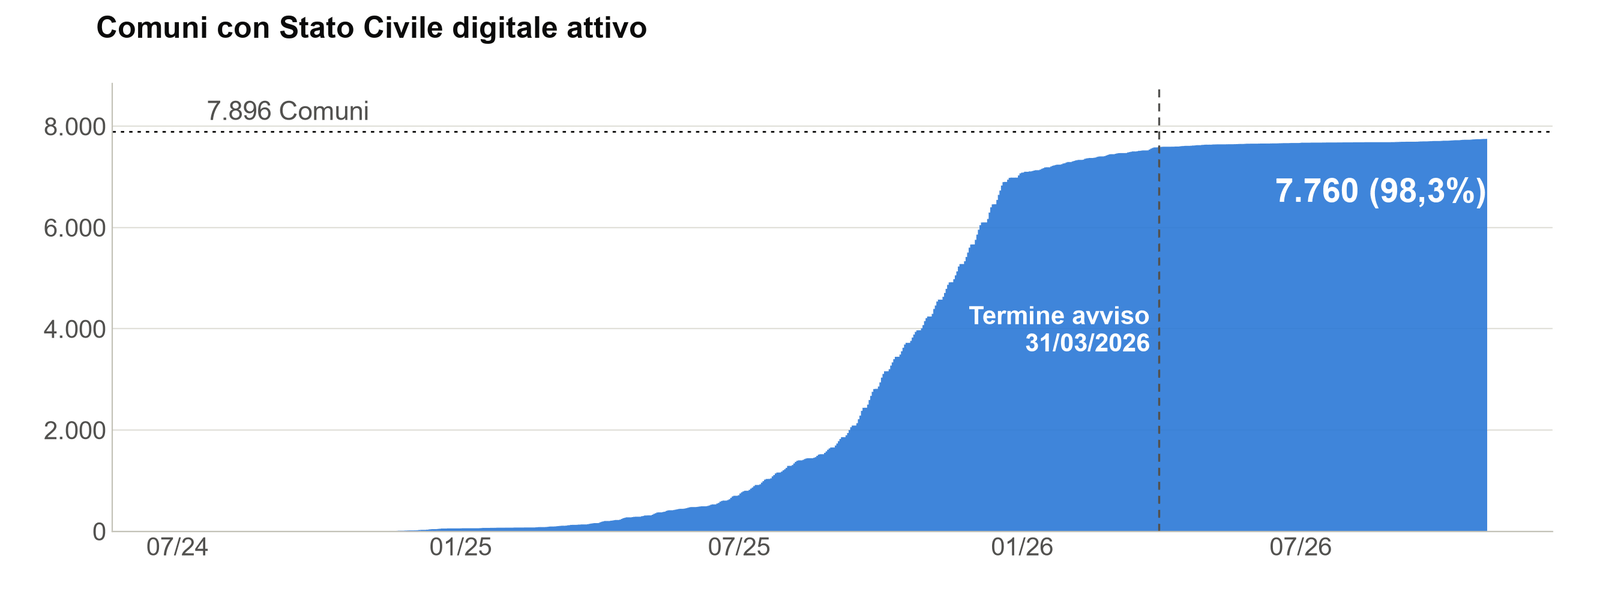 Comuni con Stato Civile digitale attivo
7.896 Comuni
8.000
7.760 (98,3%)
6.000
Termine avviso
4.000
31/03/2026
2.000
0
07/24 01/25 07/25 01/26 07/26